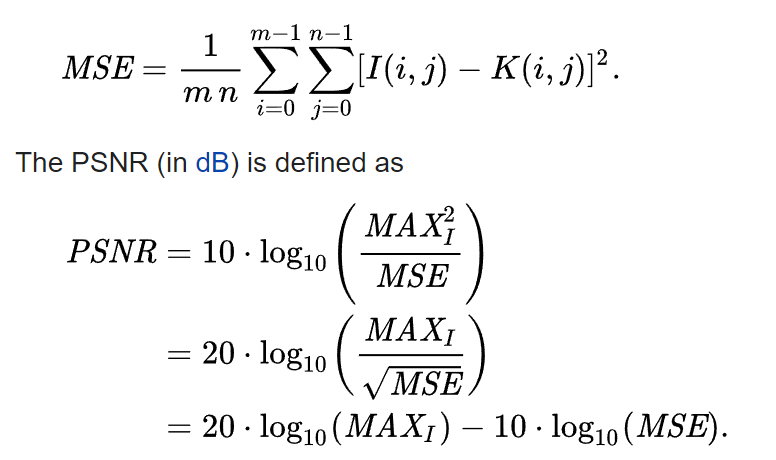 MSE = \frac{1}{m\,n} \sum_{i=0}^{m-1} \sum_{j=0}^{n-1} [I(i,j) - K(i,j)]^2.
The PSNR (in dB) is defined as
PSNR = 10 \cdot \log_{10} \left( \frac{MAX_I^2}{MSE} \right)
= 20 \cdot \log_{10} \left( \frac{MAX_I}{\sqrt{MSE}} \right)
= 20 \cdot \log_{10}(MAX_I) - 10 \cdot \log_{10}(MSE).